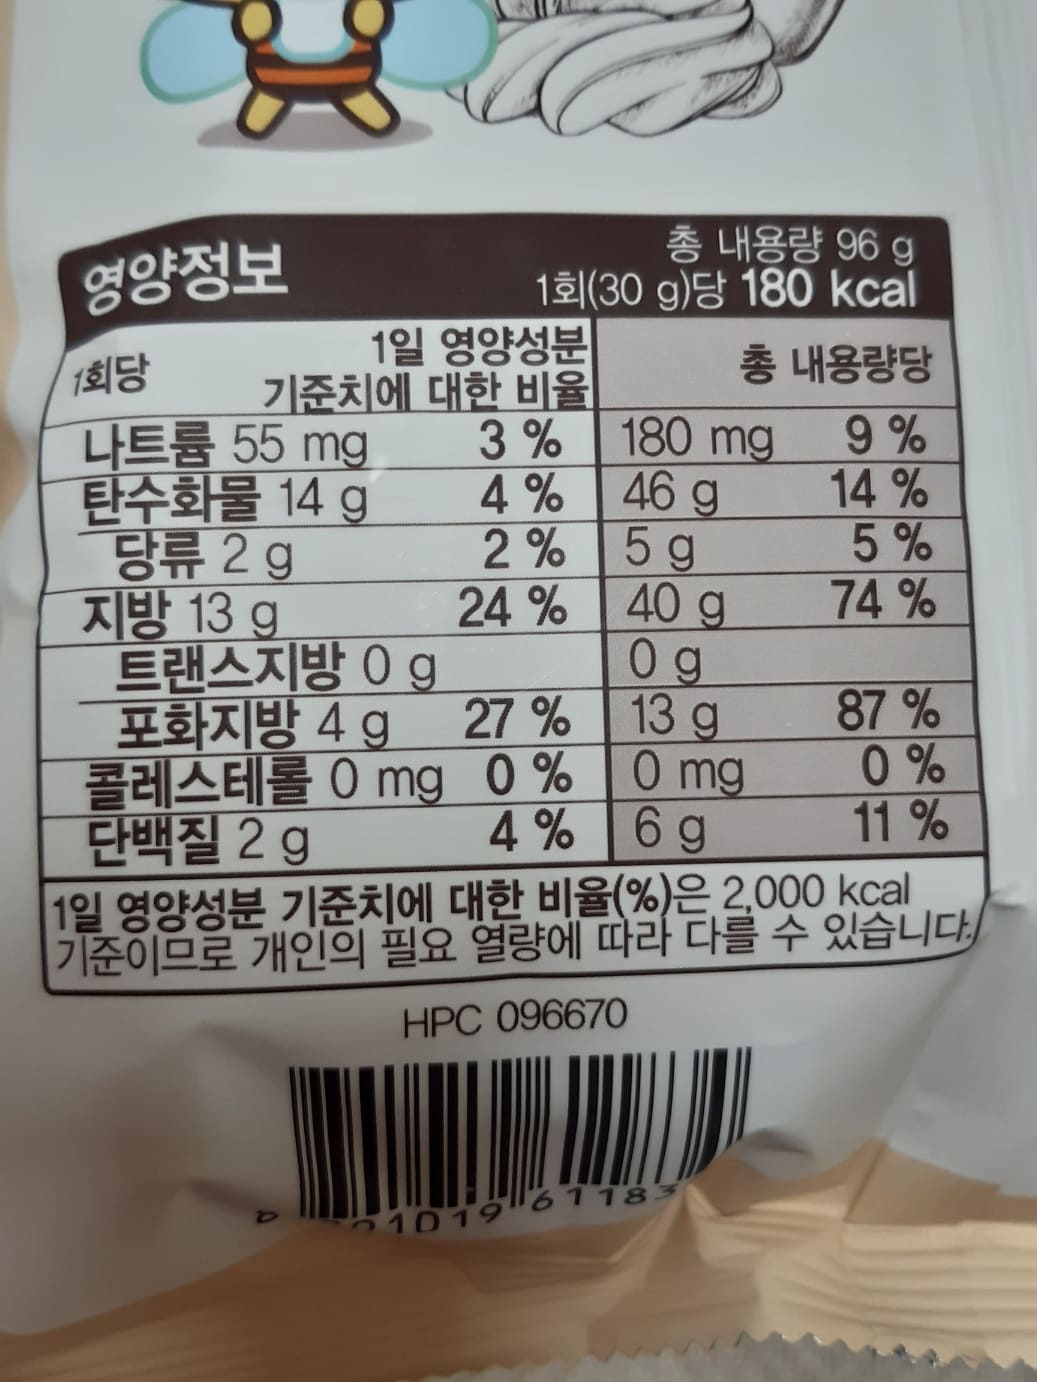 영양정보
총 내용량 96 g
1회(30 g)당 180 kcal
1회당 1일 영양성분 기준치에 대한 비율 총 내용량당
나트륨 55 mg 3 % 180 mg 9 %
탄수화물 14 g 4 % 46 g 14 %
당류 2 g 2 % 5 g 5 %
지방 13 g 24 % 40 g 74 %
트랜스지방 0 g 0 g
포화지방 4 g 27 % 13 g 87 %
콜레스테롤 0 mg 0 % 0 mg 0 %
단백질 2 g 4 % 6 g 11 %
1일 영양성분 기준치에 대한 비율(%)은 2,000 kcal
기준이므로 개인의 필요 열량에 따라 다를 수 있습니다.
HPC 096670